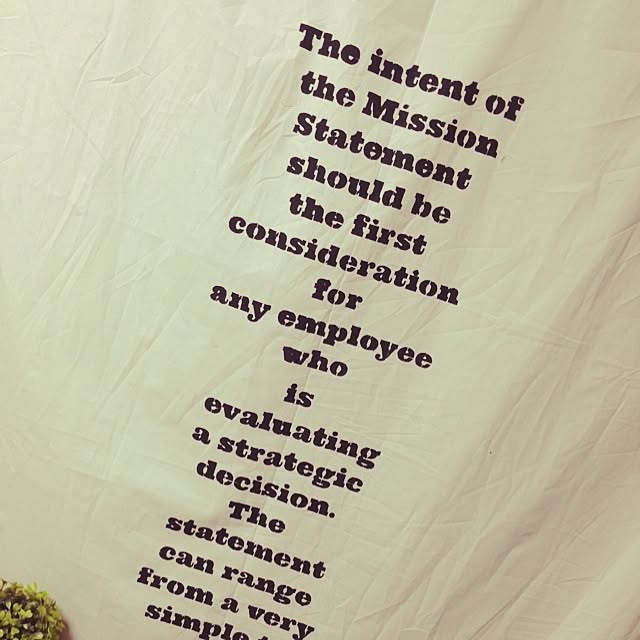 The intent of
the Mission
Statement
should be
the first
consideration
for
any employee
who
is
evaluating
a strategic
decision.
The
statement
can range
from a very
simple